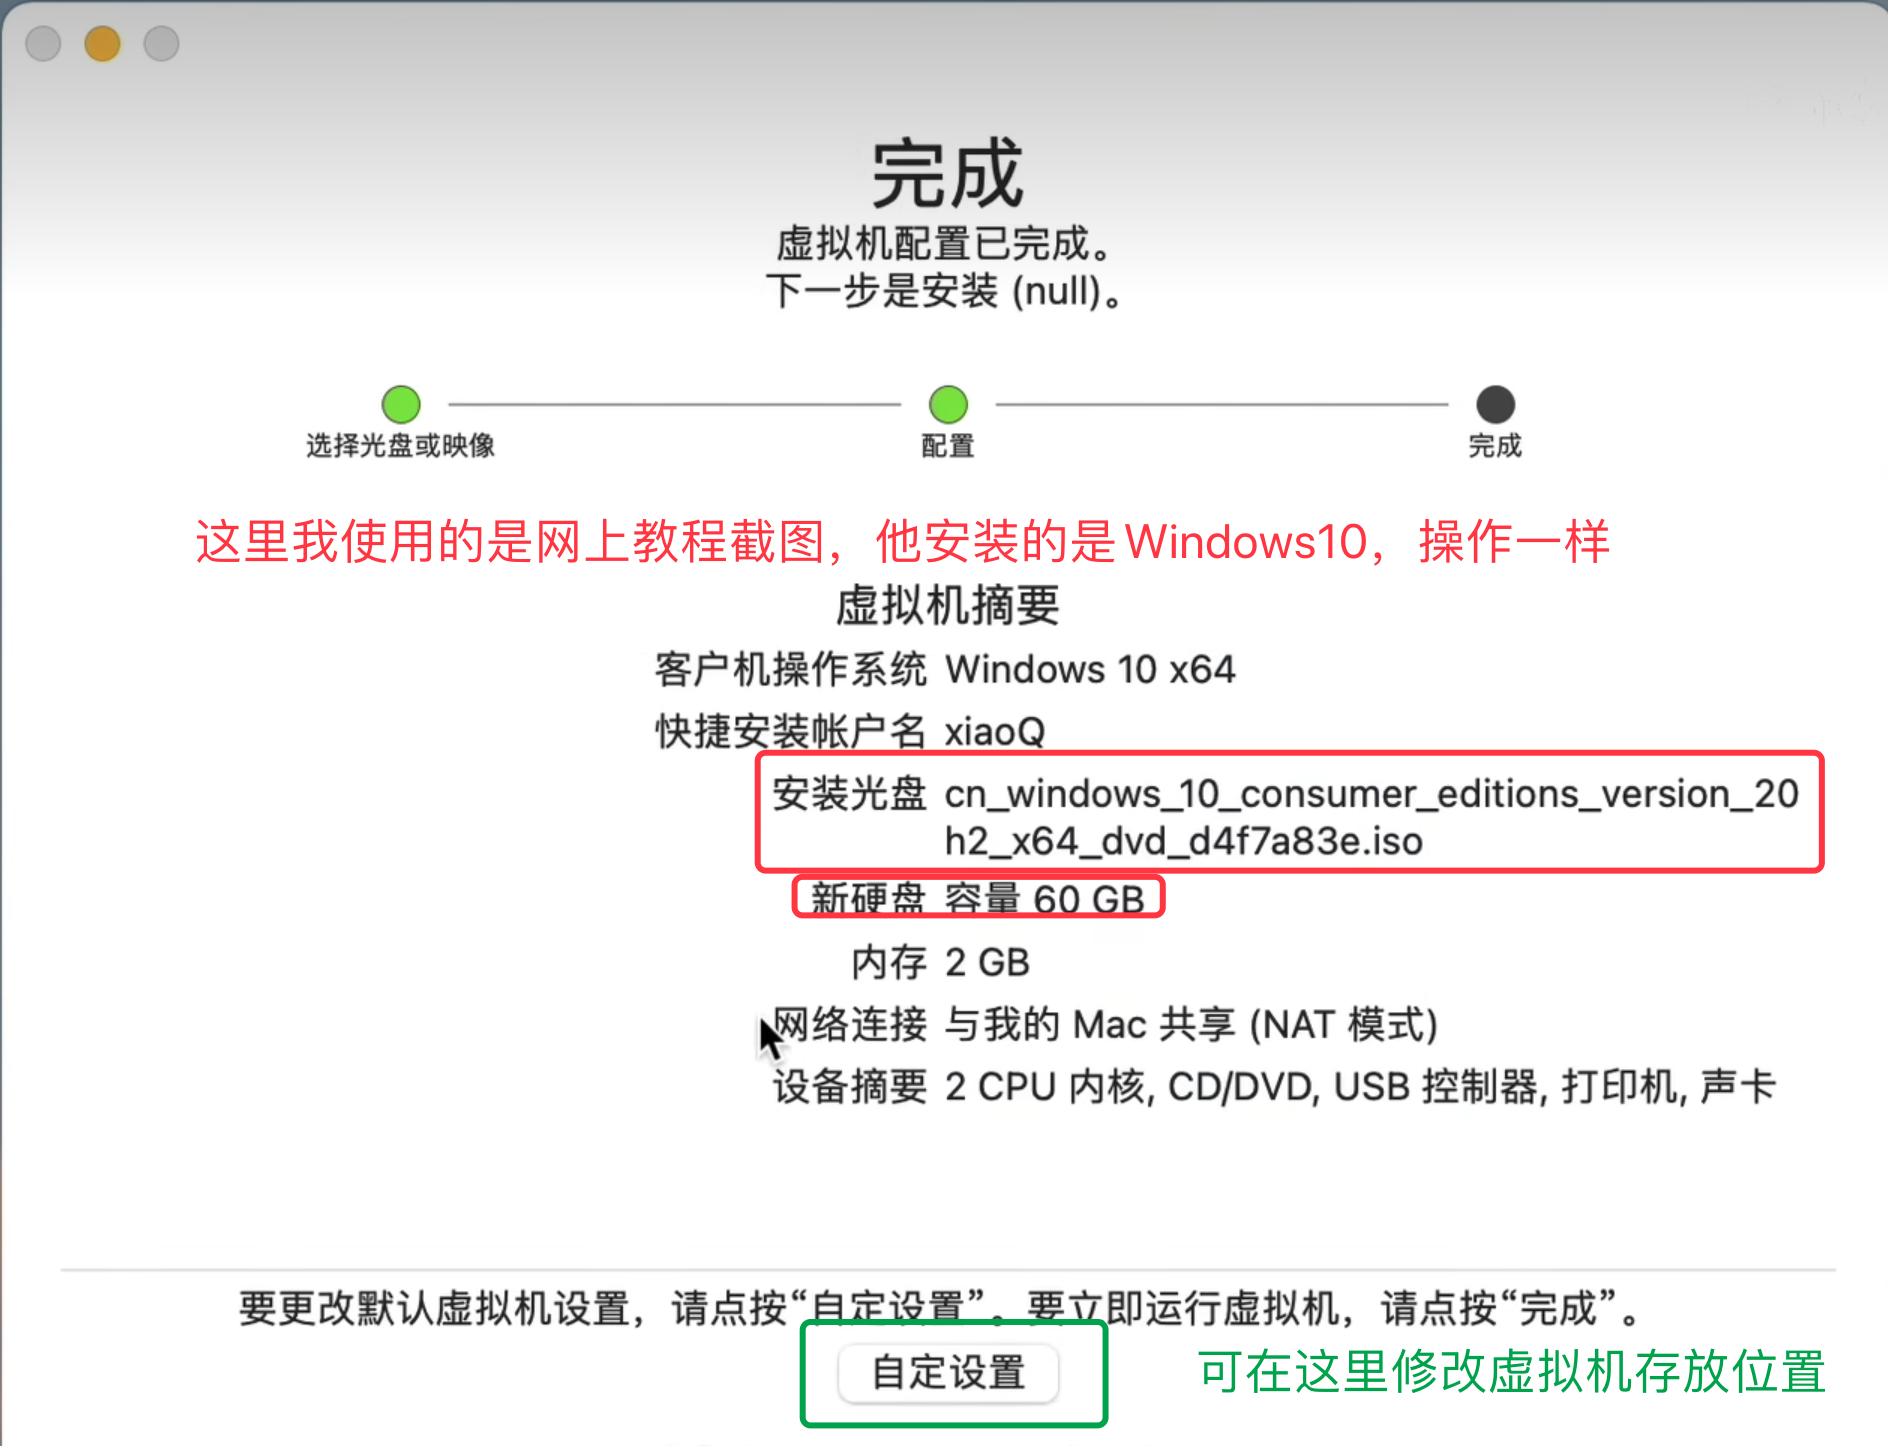 完成
虚拟机配置已完成。
下一步是安装 (null)。
选择光盘或映像
配置
完成
这里我使用的是网上教程截图，他安装的是Windows10，操作一样
虚拟机摘要
客户机操作系统 Windows 10 x64
快捷安装帐户名 xiaoQ
安装光盘 cn_windows_10_consumer_editions_version_20
h2_x64_dvd_d4f7a83e.iso
新硬盘 容量 60 GB
内存 2 GB
网络连接 与我的 Mac 共享 (NAT 模式)
设备摘要 2 CPU 内核, CD/DVD, USB 控制器, 打印机, 声卡
要更改默认虚拟机设置，请点按“自定设置”。要立即运行虚拟机，请点按“完成”。
自定设置
可在这里修改虚拟机存放位置